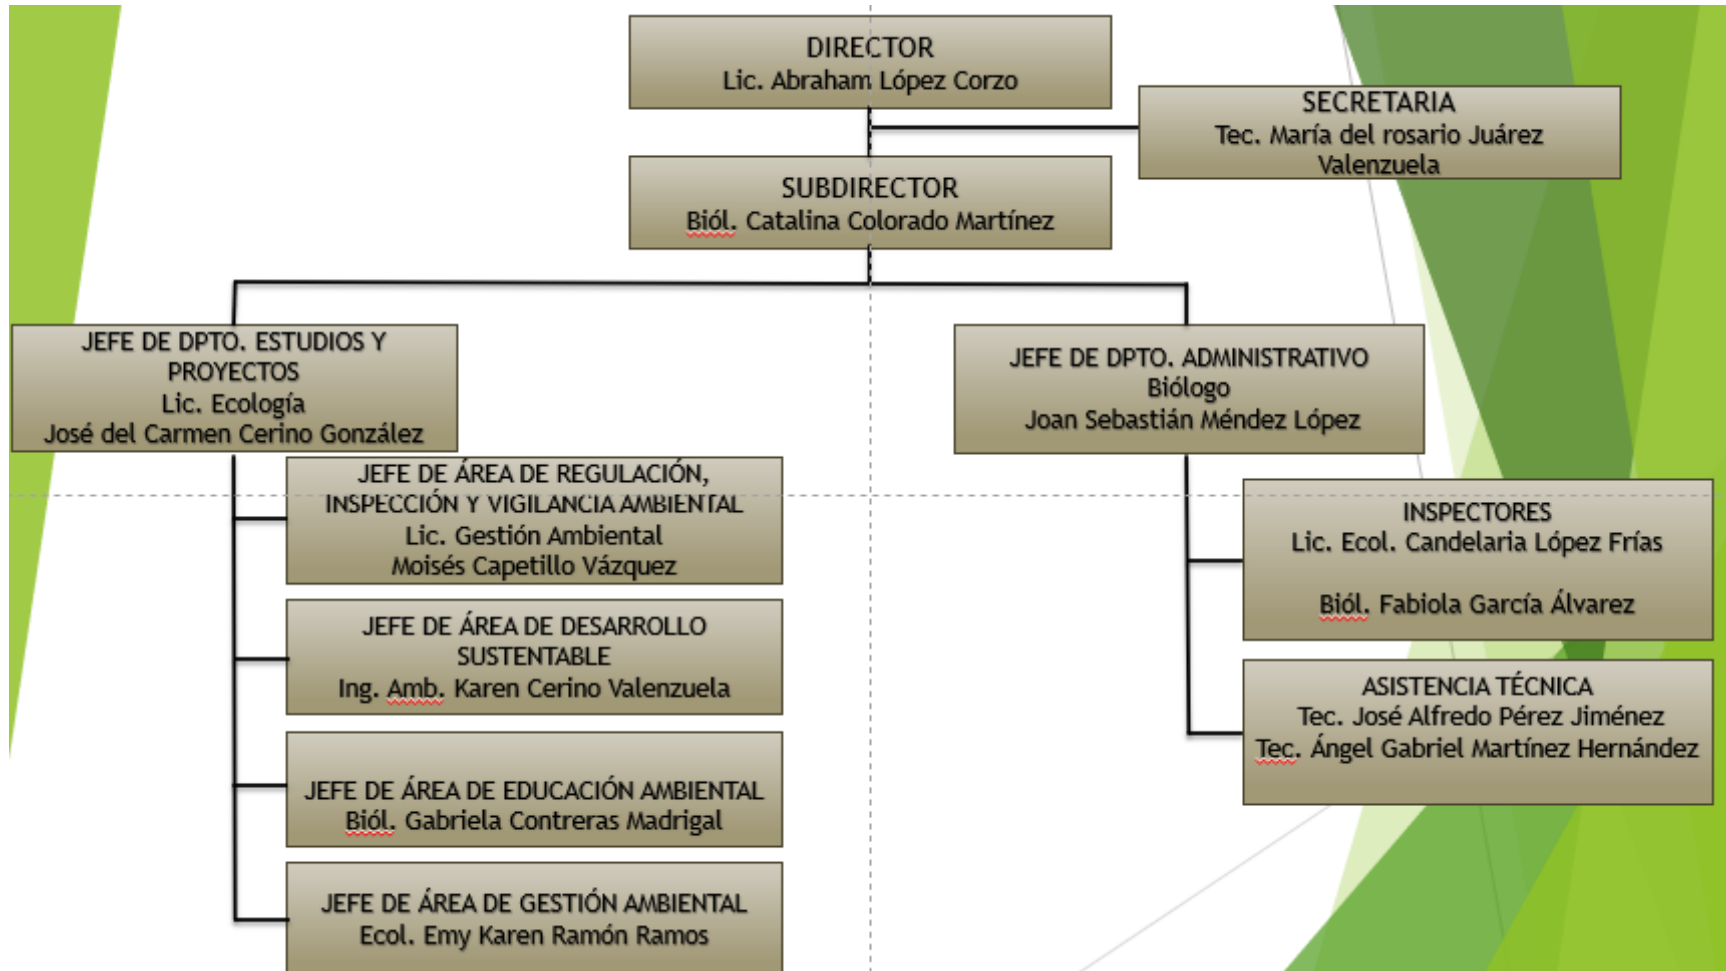 DIRECTOR
Lic. Abraham López Corzo
SECRETARIA
Tec. María del rosario Juárez
Valenzuela
SUBDIRECTOR
Biól. Catalina Colorado Martínez
JEFE DE DPTO. ESTUDIOS Y
PROYECTOS
Lic. Ecología
José del Carmen Cerino González
JEFE DE DPTO. ADMINISTRATIVO
Biólogo
Joan Sebastián Méndez López
JEFE DE ÁREA DE REGULACIÓN,
INSPECCIÓN Y VIGILANCIA AMBIENTAL
Lic. Gestión Ambiental
Moisés Capetillo Vázquez
JEFE DE ÁREA DE DESARROLLO
SUSTENTABLE
Ing. Amb. Karen Cerino Valenzuela
JEFE DE ÁREA DE EDUCACIÓN AMBIENTAL
Biól. Gabriela Contreras Madrigal
JEFE DE ÁREA DE GESTIÓN AMBIENTAL
Ecol. Emy Karen Ramón Ramos
INSPECTORES
Lic. Ecol. Candelaria López Frías
Biól. Fabiola García Álvarez
ASISTENCIA TÉCNICA
Tec. José Alfredo Pérez Jiménez
Tec. Ángel Gabriel Martínez Hernández